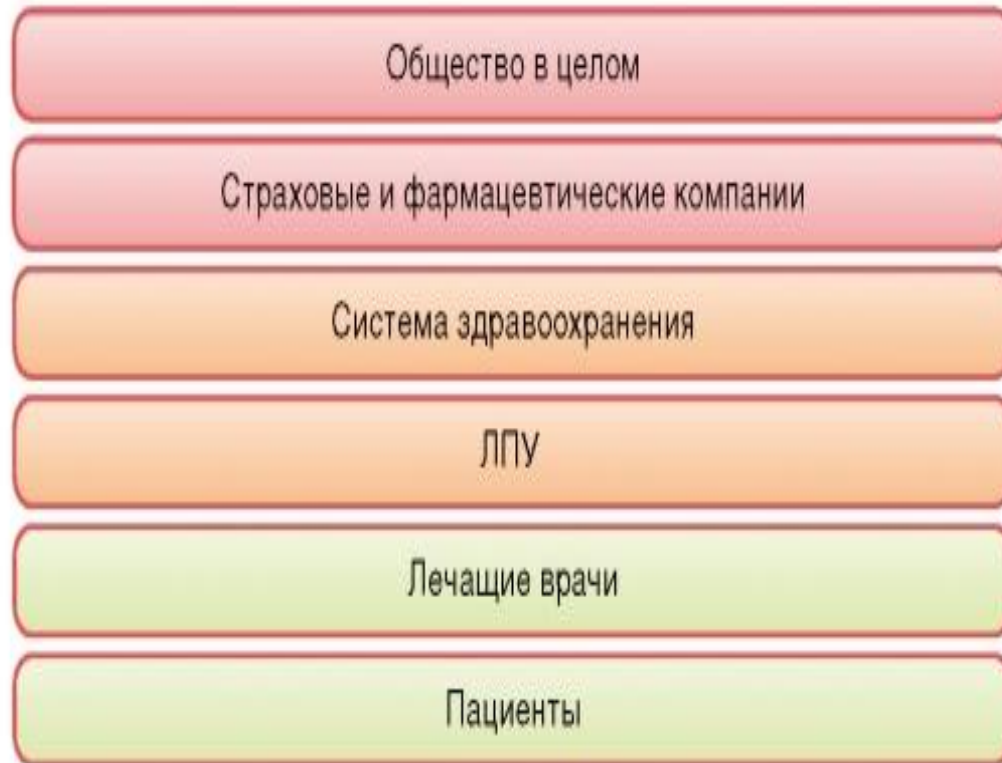 Общество в целом
Страховые и фармацевтические компании
Система здравоохранения
ЛПУ
Лечащие врачи
Пациенты